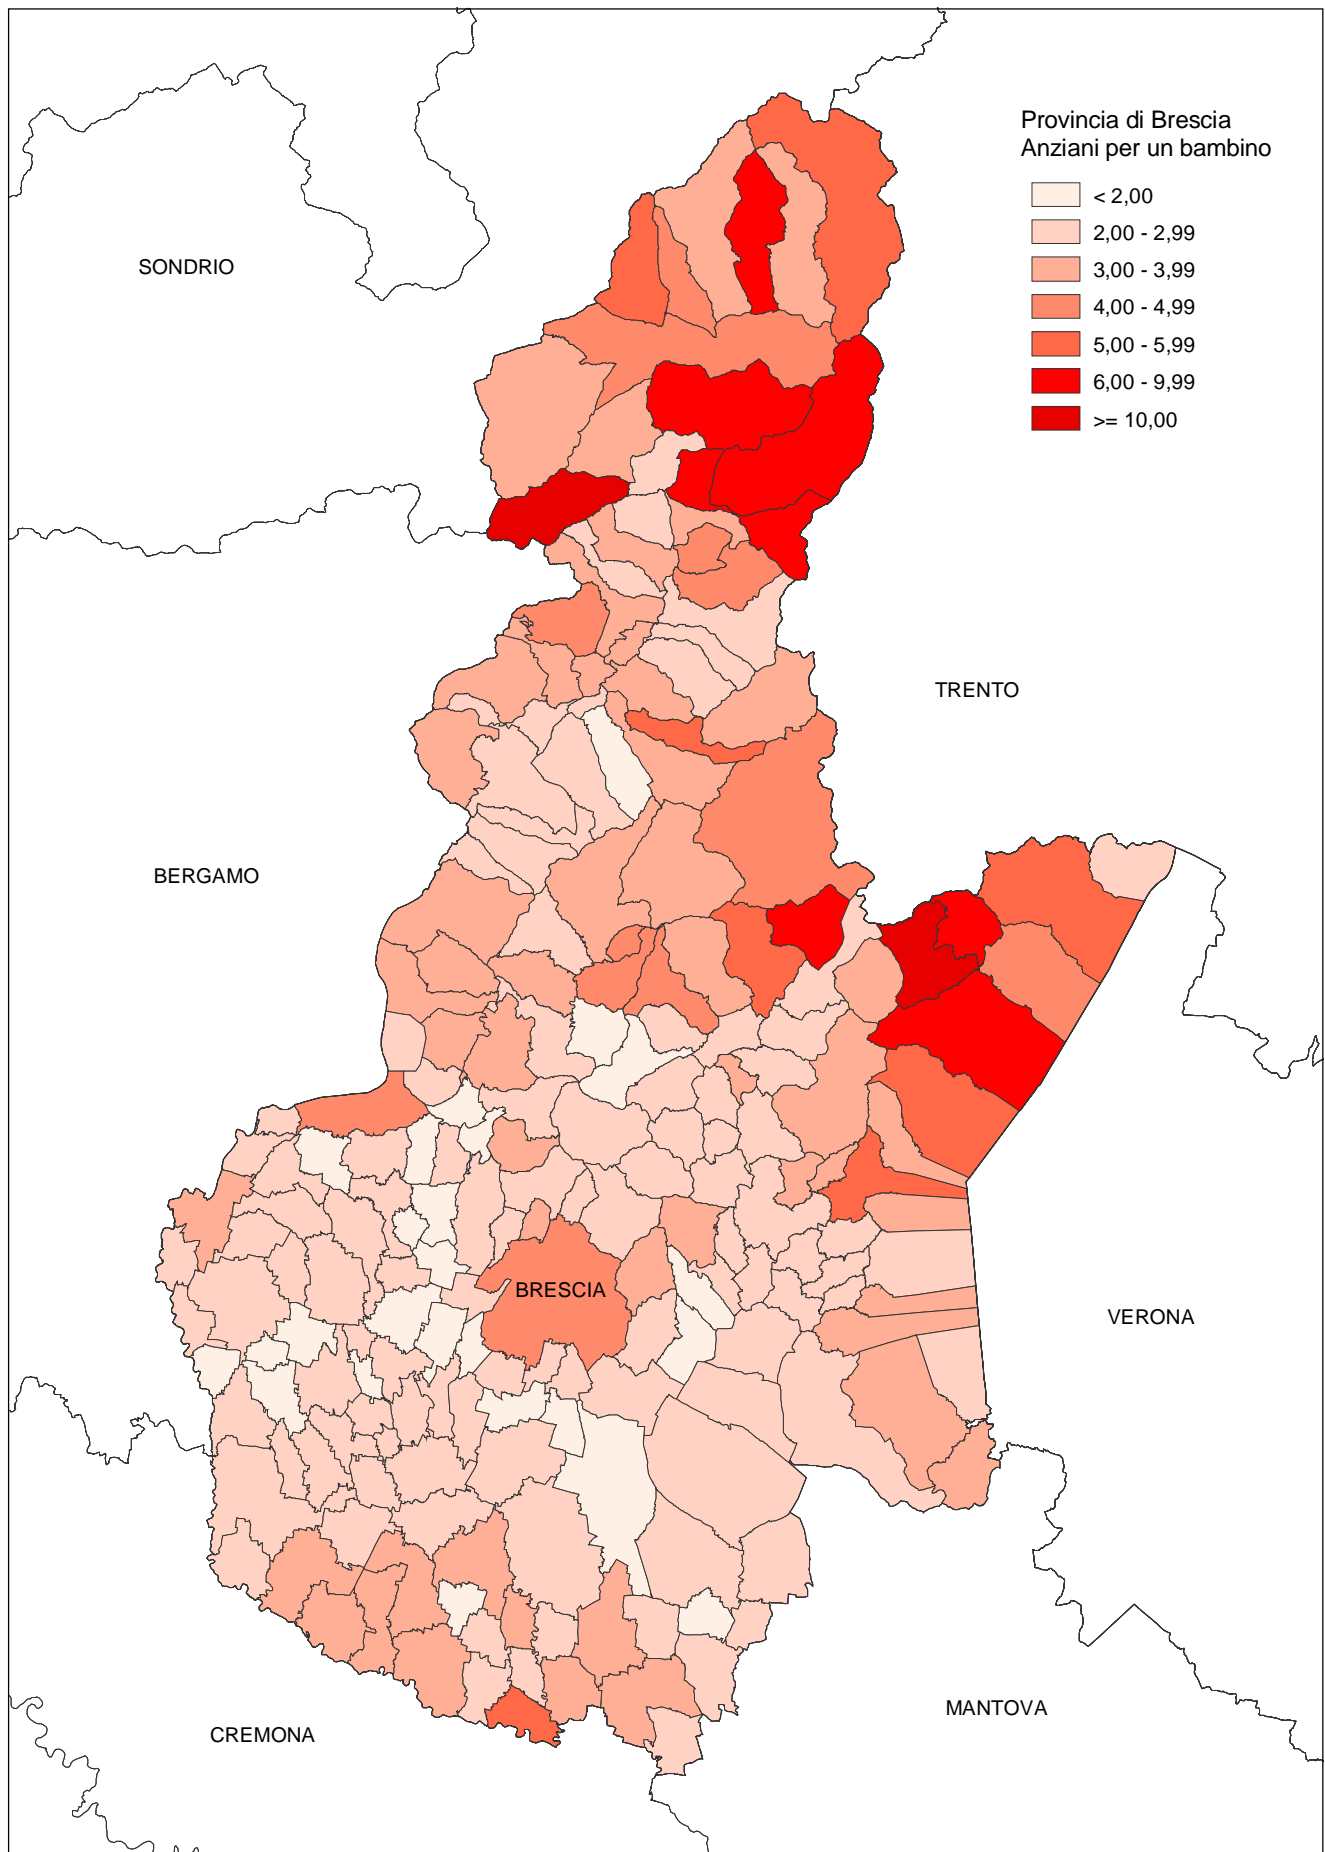 Provincia di Brescia
Anziani per un bambino
< 2,00
2,00 - 2,99
3,00 - 3,99
4,00 - 4,99
5,00 - 5,99
6,00 - 9,99
>= 10,00
SONDRIO
TRENTO
BERGAMO
BRESCIA
VERONA
MANTOVA
CREMONA